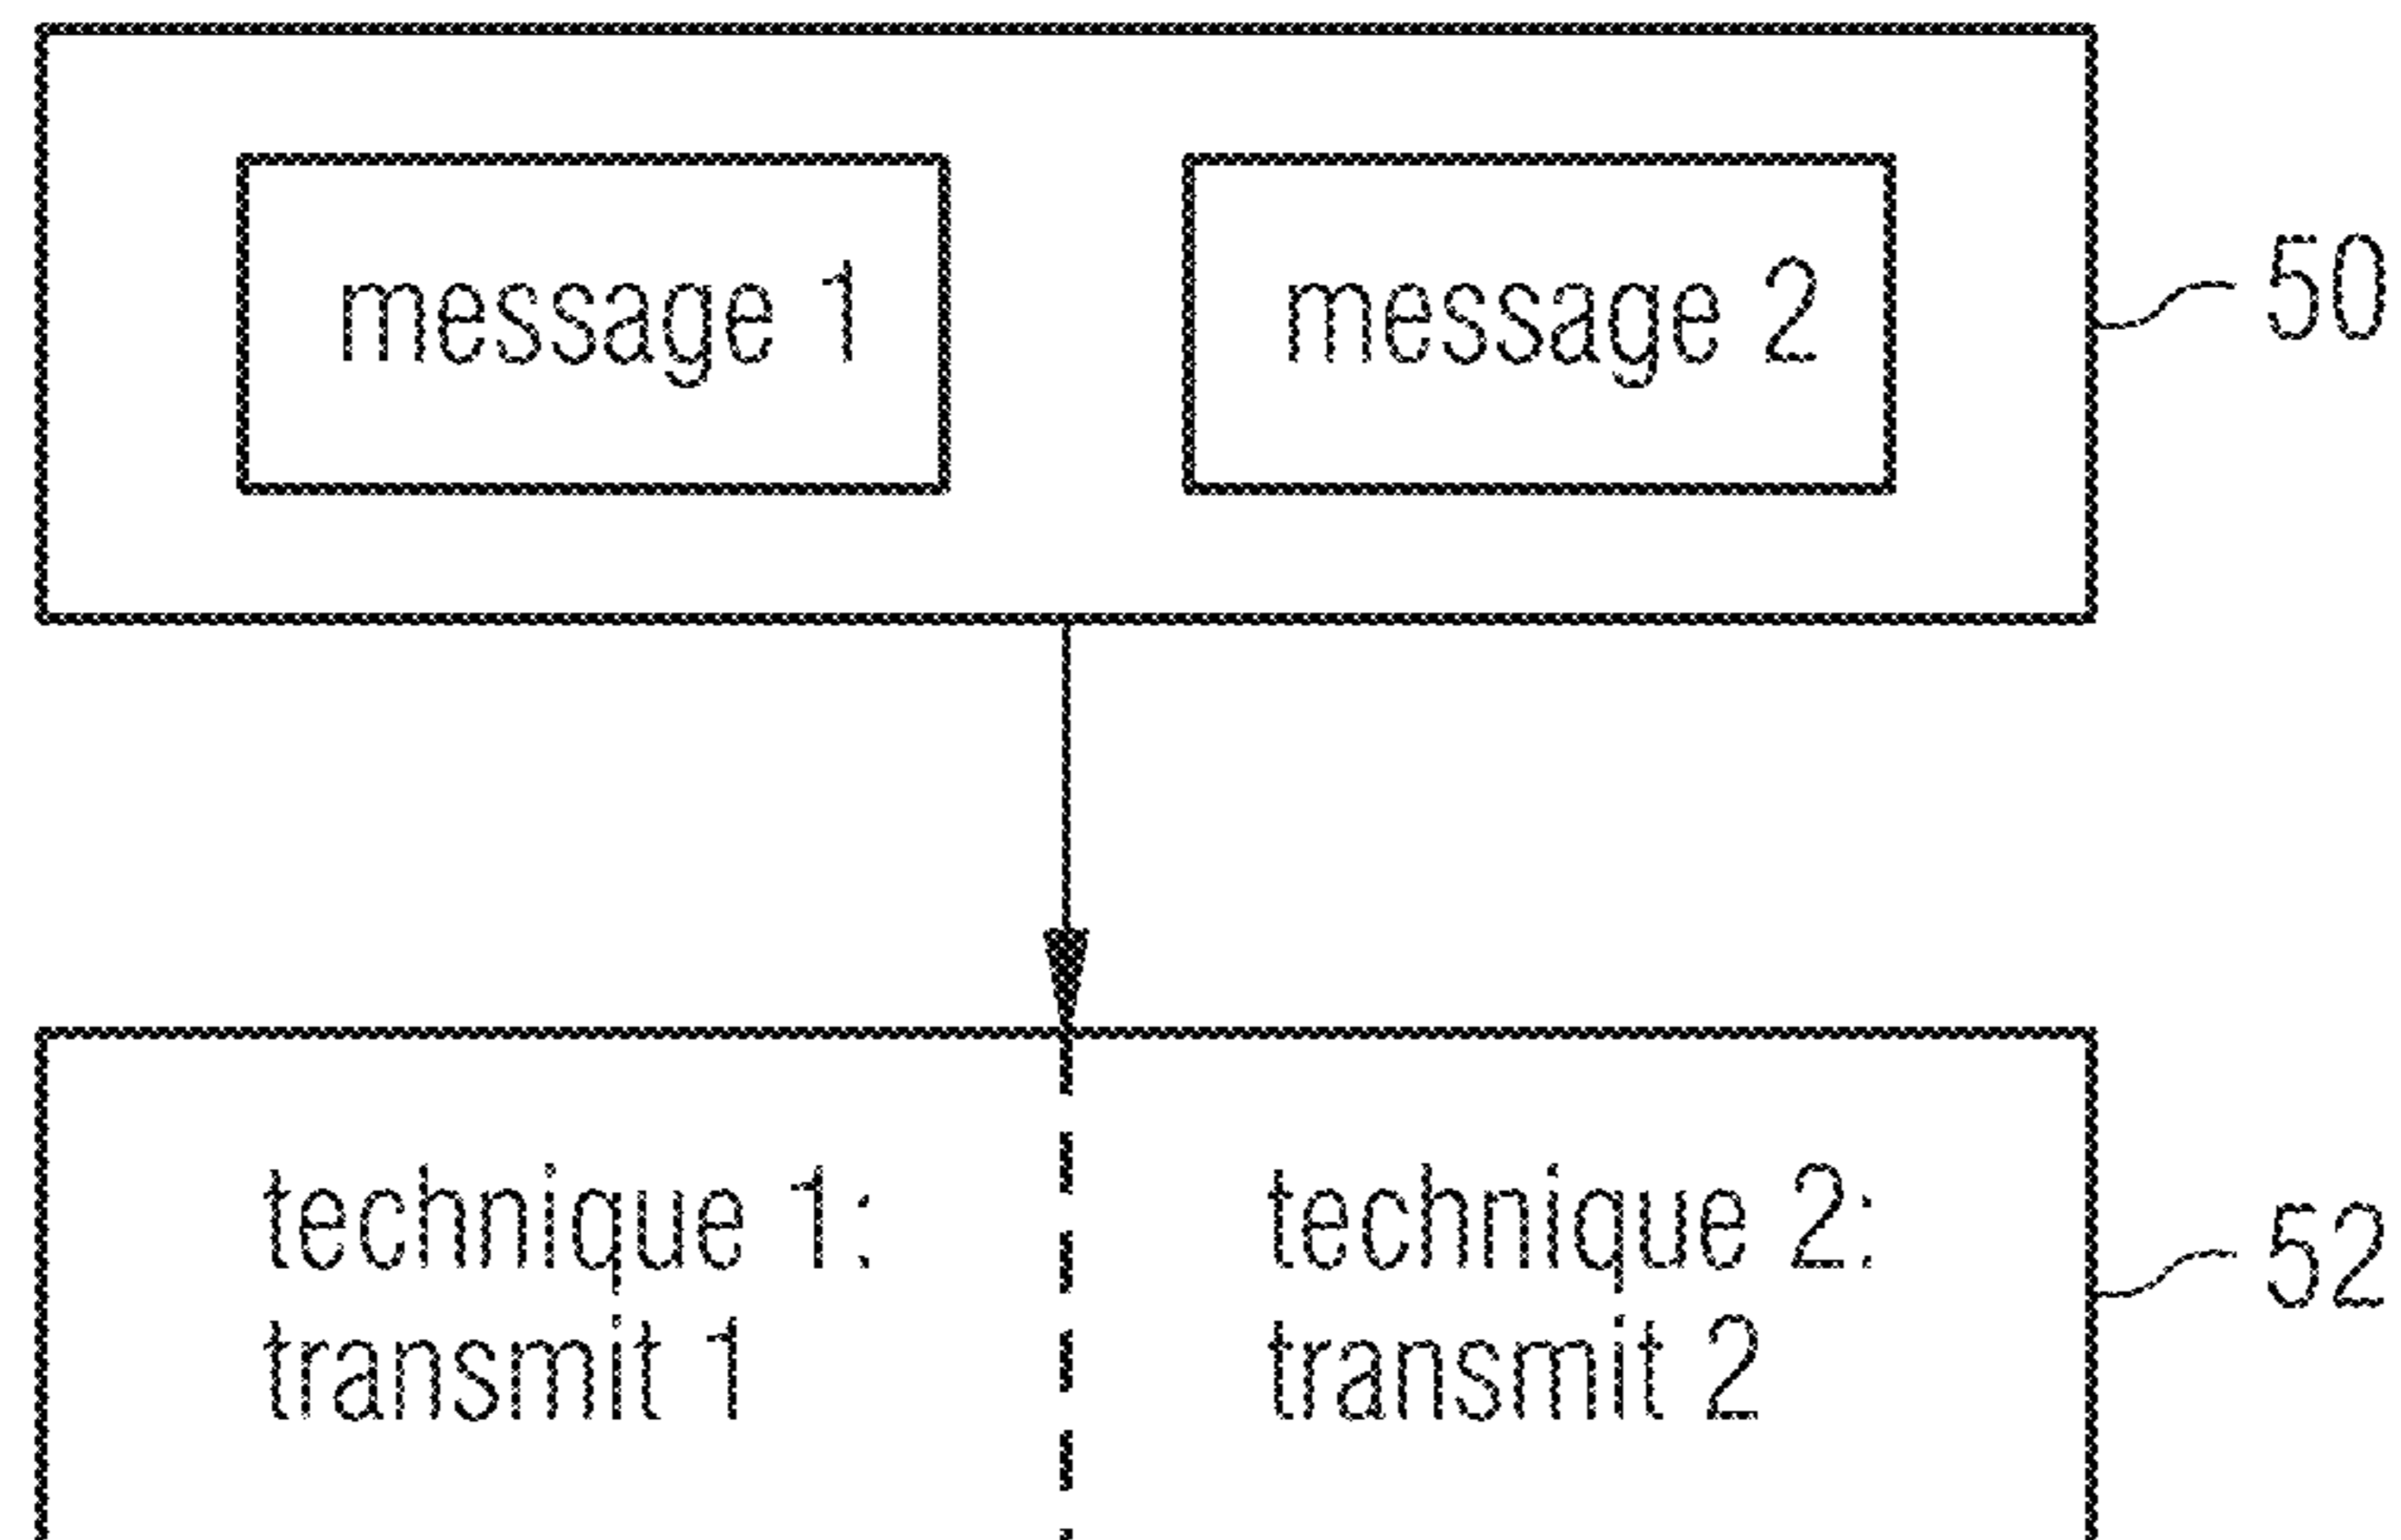 message 1 message 2 50
technique 1: technique 2: 52
transmit 1 transmit 2